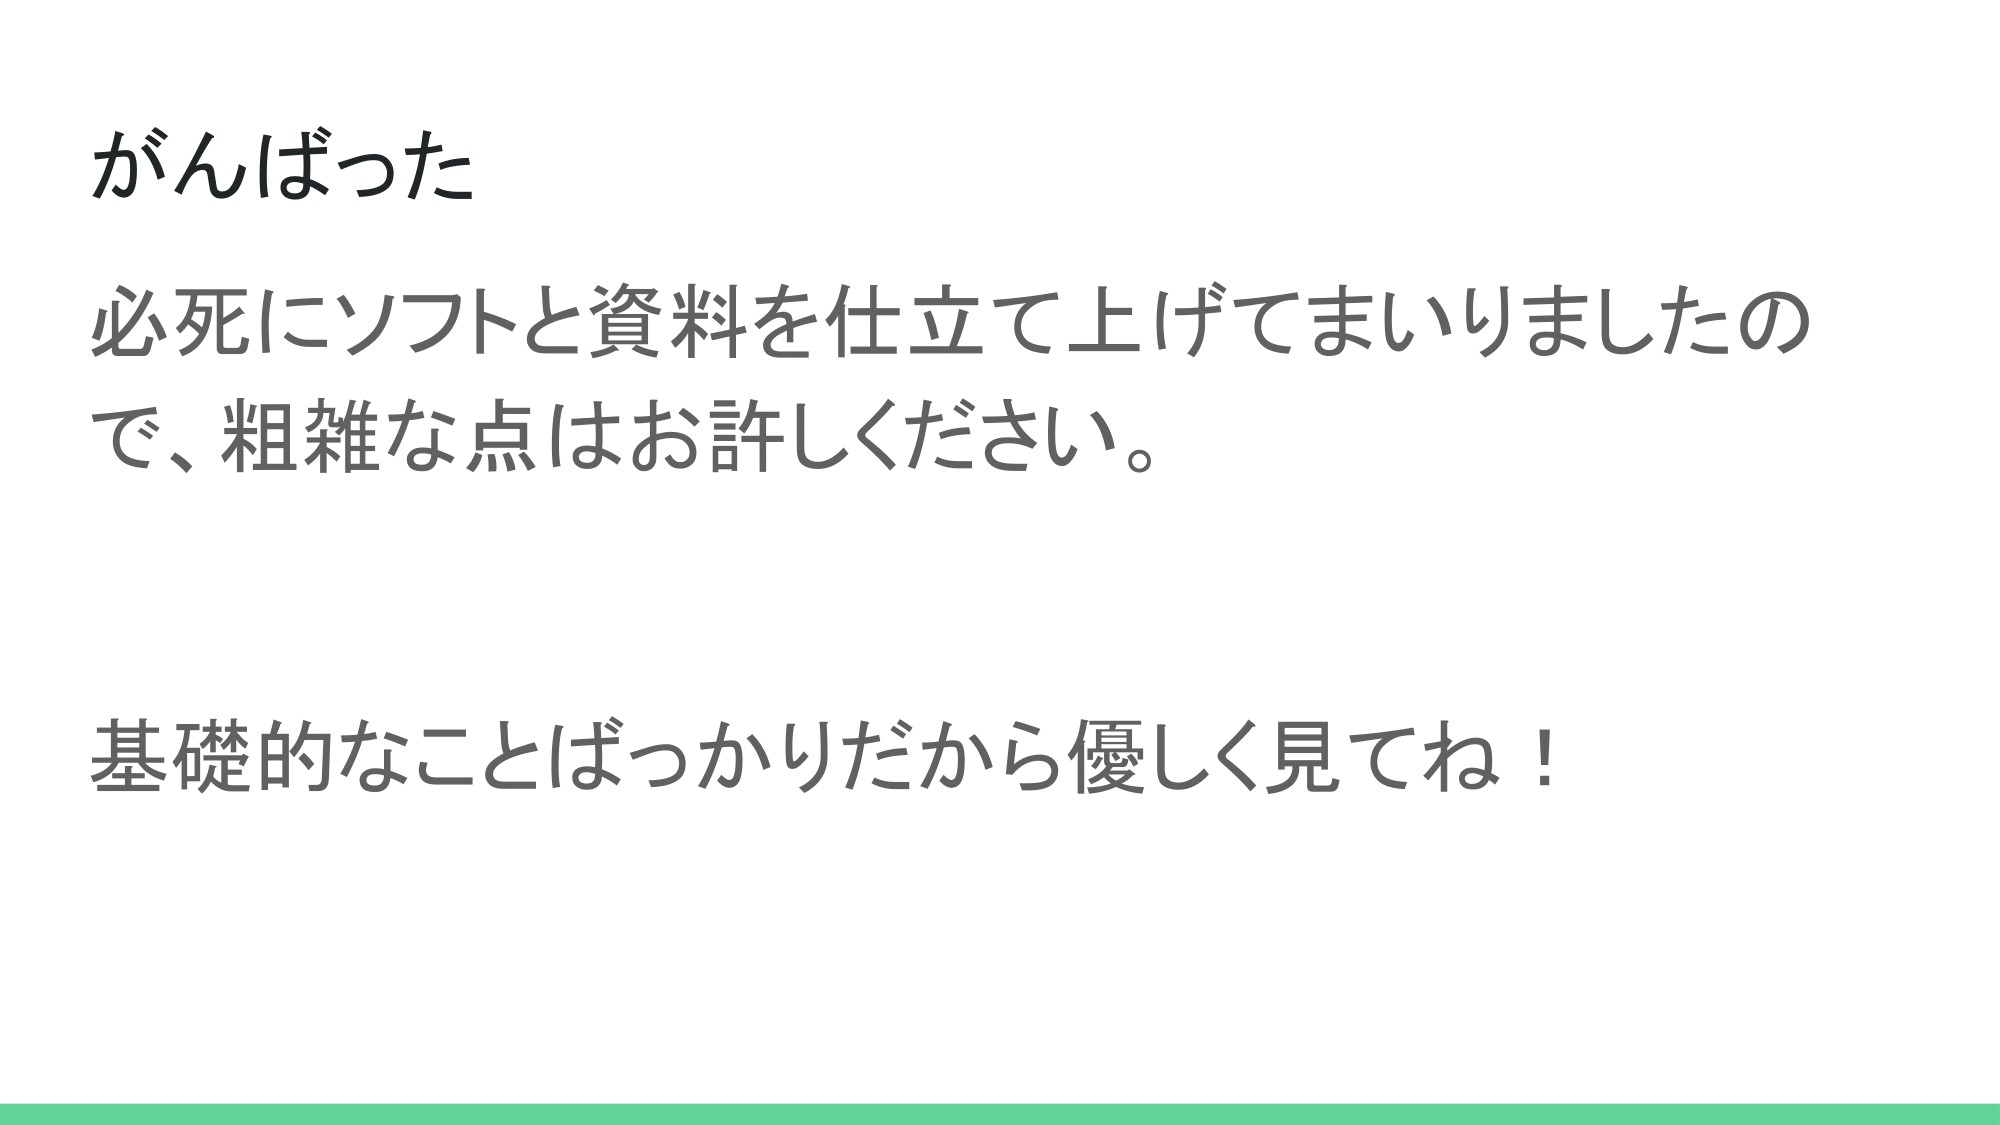 がんばった
必死にソフトと資料を仕立て上げてまいりましたの
で、粗雑な点はお許しください。
基礎的なことばっかりだから優しく見てね！